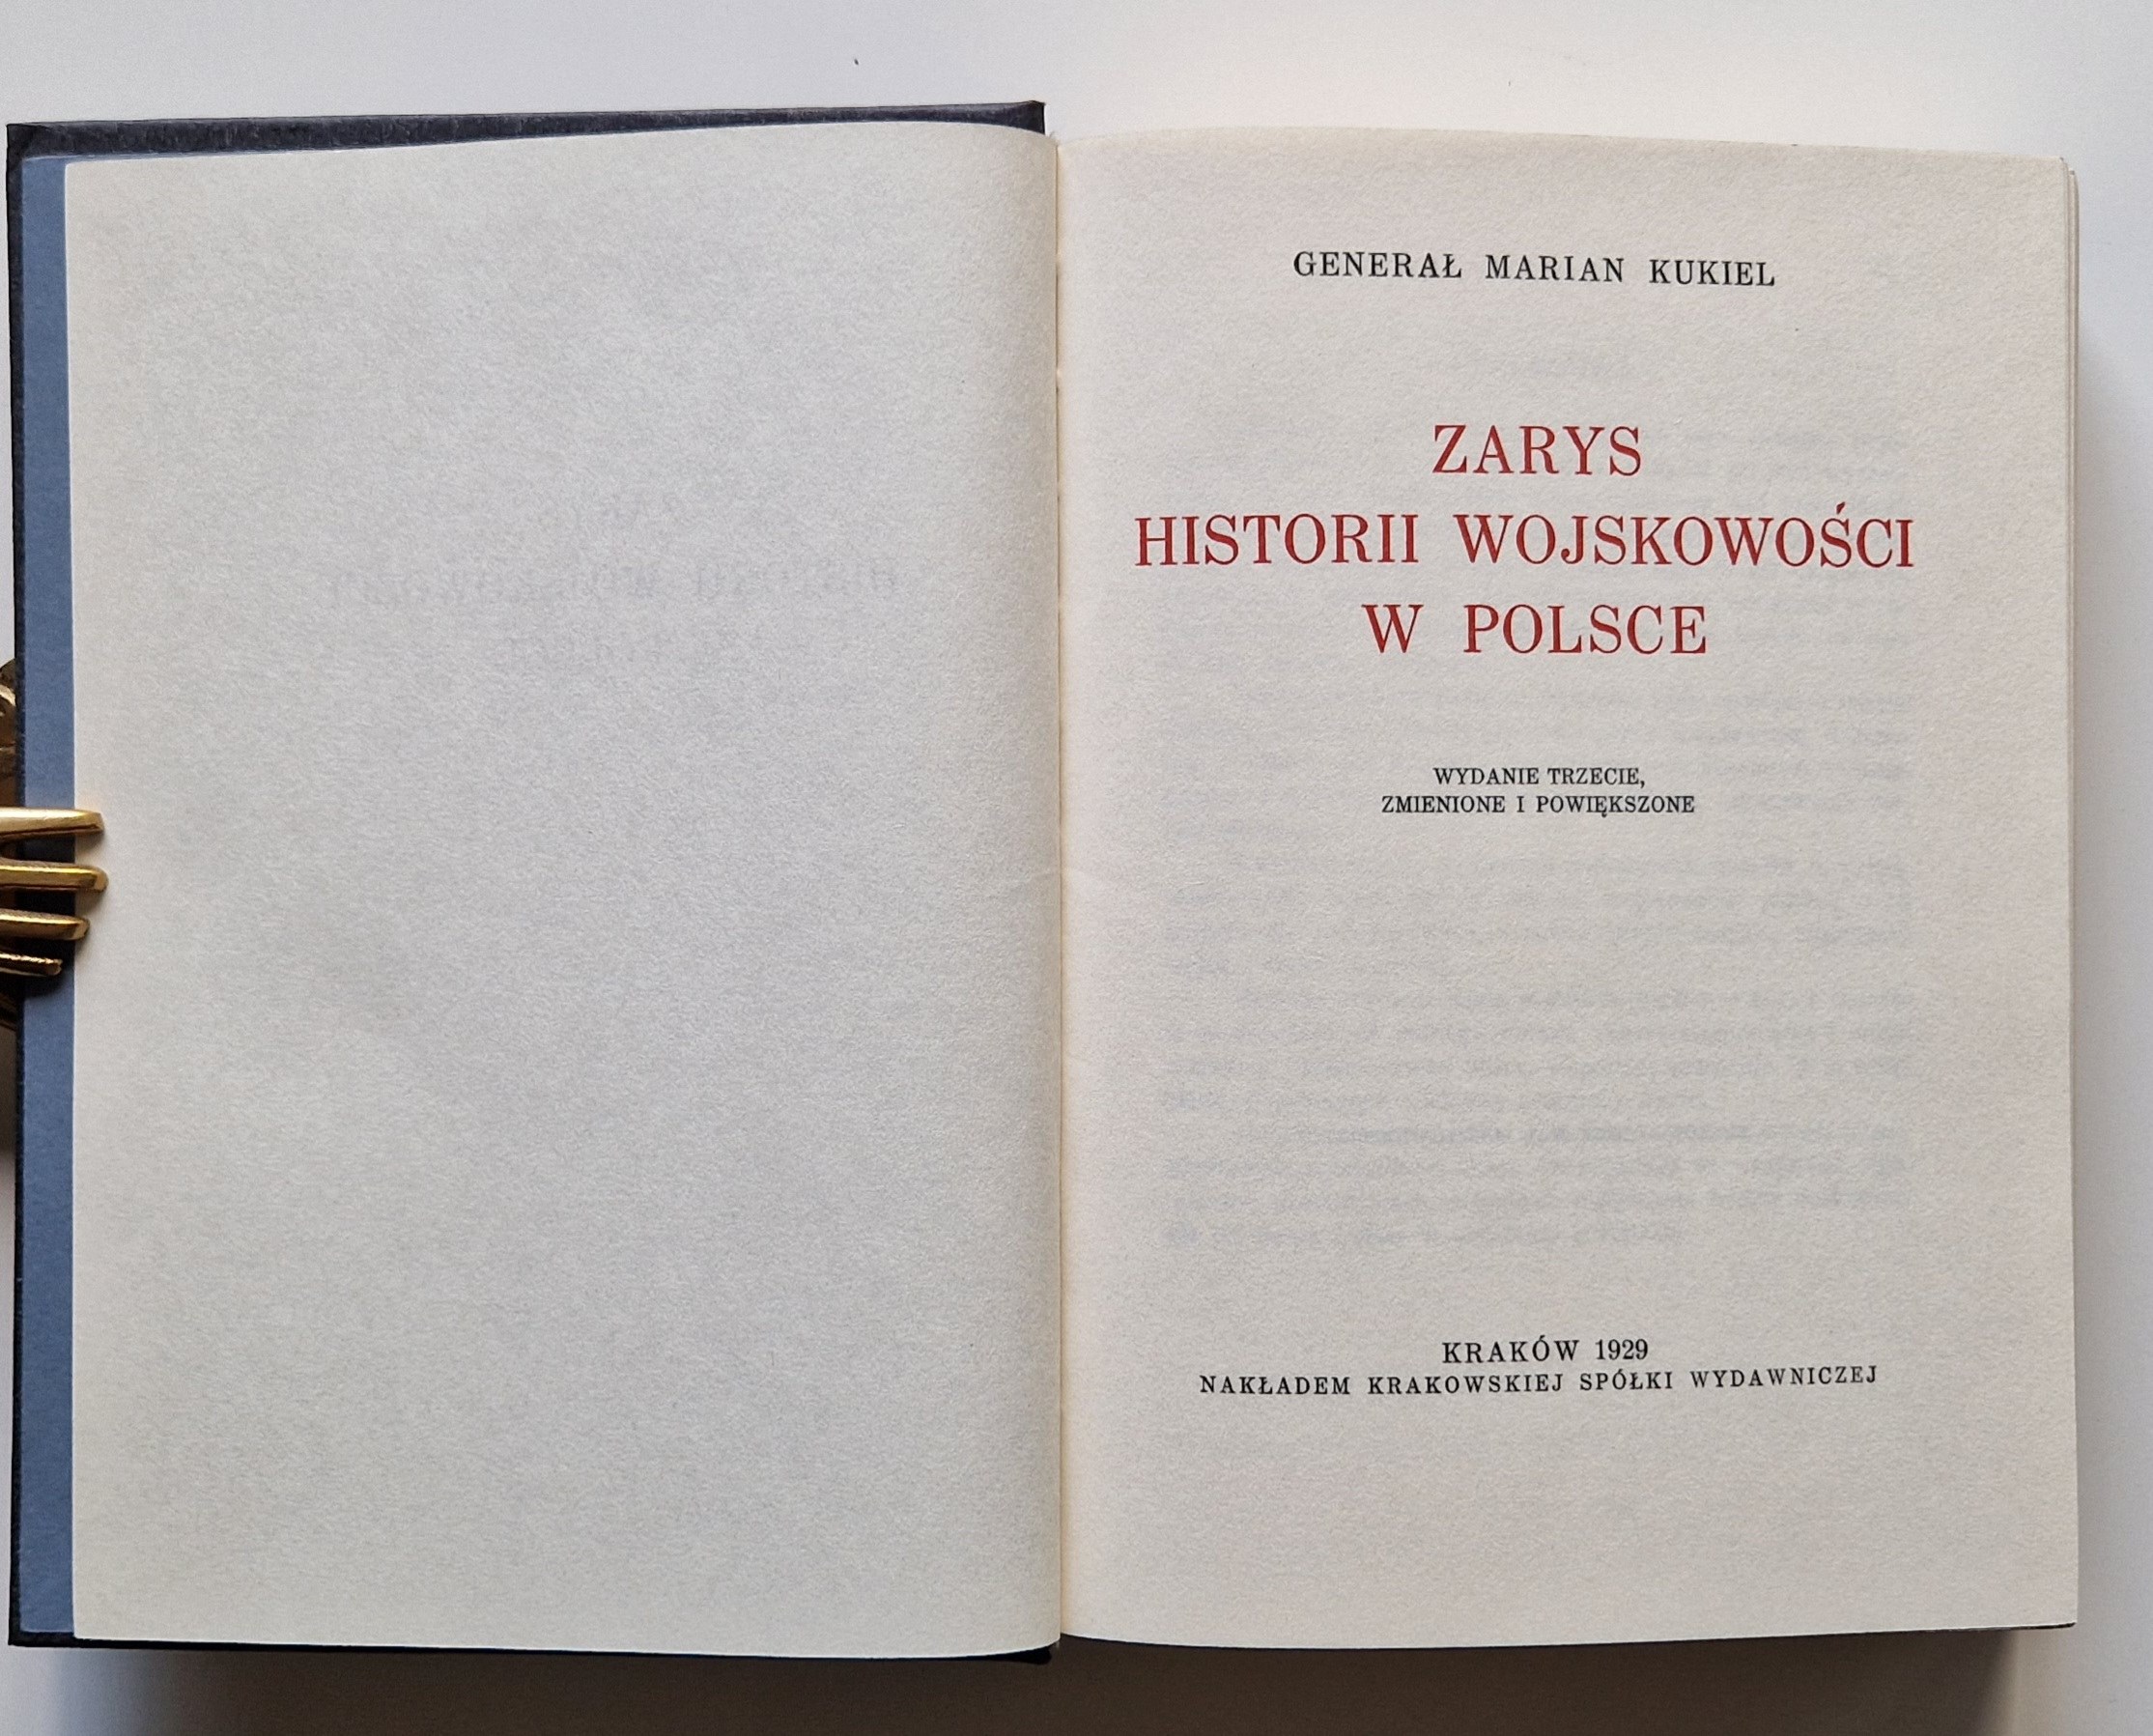 GENERAŁ MARIAN KUKIEL
ZARYS
HISTORII WOJSKOWOŚCI
W POLSCE
WYDANIE TRZECIE,
ZMIENIONE I POWIĘKSZONE
KRAKÓW 1929
NAKŁADEM KRAKOWSKIEJ SPÓŁKI WYDAWNICZEJ